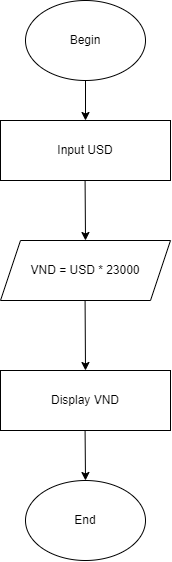 Begin
Input USD
VND = USD * 23000
Display VND
End